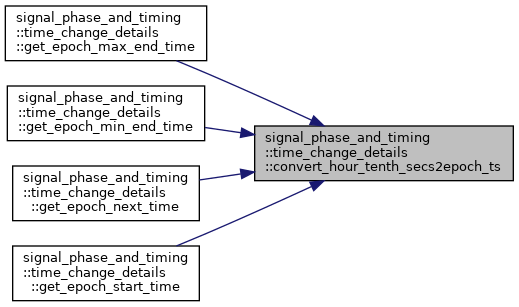 signal_phase_and_timing
::time_change_details
::get_epoch_max_end_time
signal_phase_and_timing
::time_change_details
::get_epoch_min_end_time
signal_phase_and_timing
::time_change_details
::convert_hour_tenth_secs2epoch_ts
signal_phase_and_timing
::time_change_details
::get_epoch_next_time
signal_phase_and_timing
::time_change_details
::get_epoch_start_time